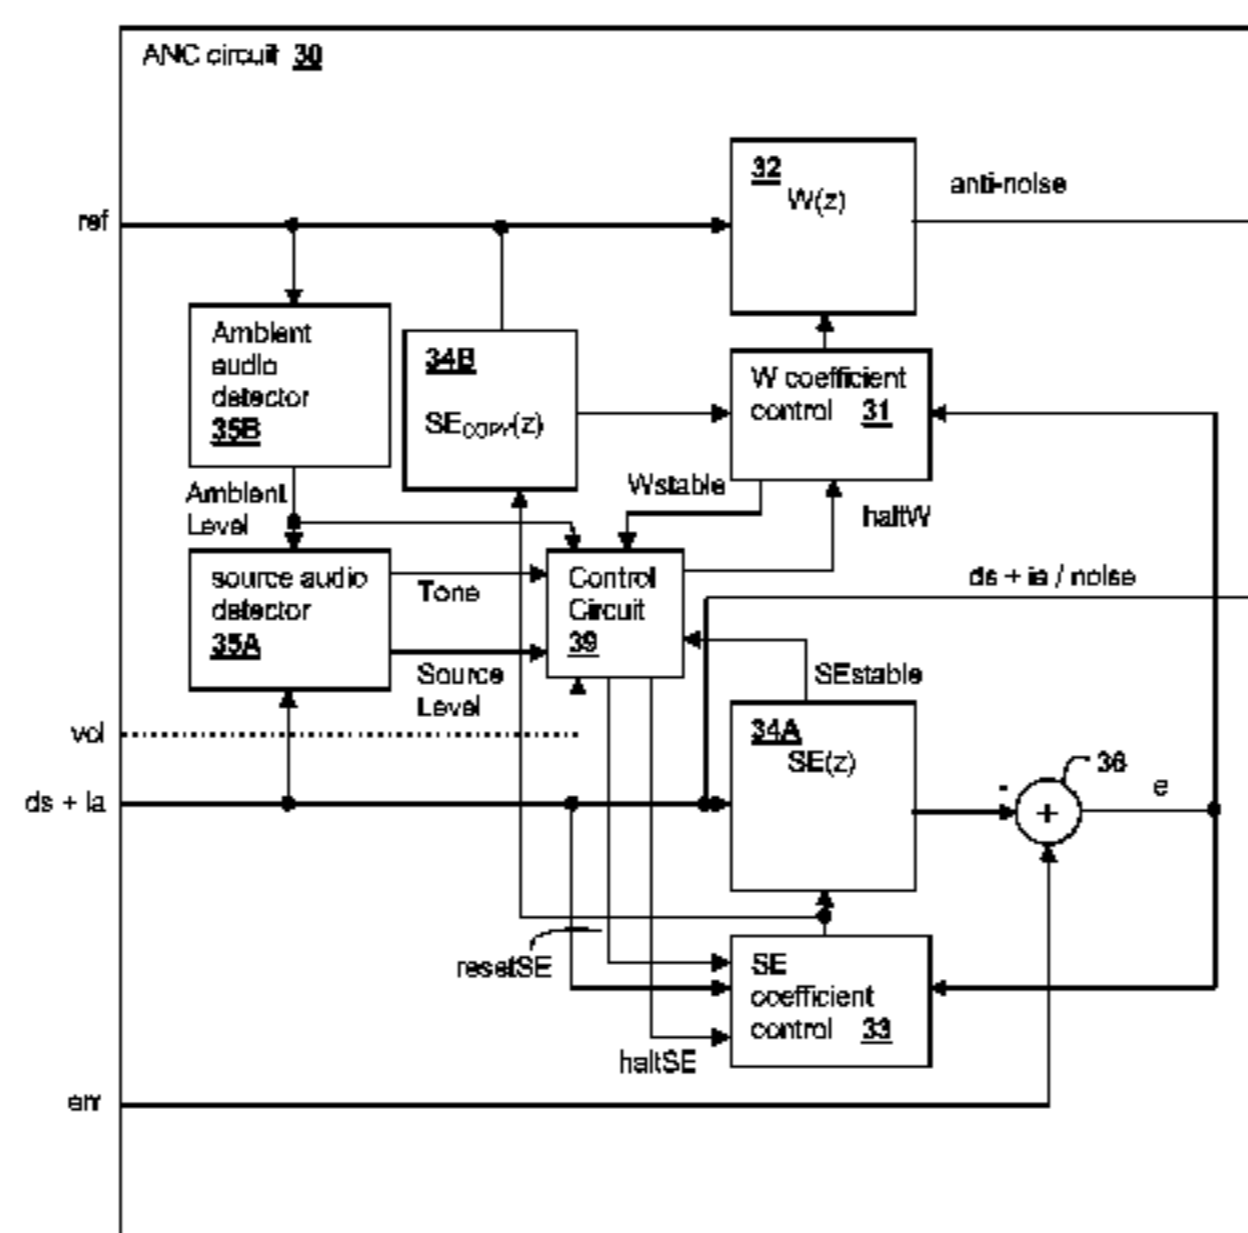 ANC circuit 30
32
W(z)
anti-noise
ref
Ambient
audio
detector
35B
34B
SECOPY(z)
W coefficient
control 31
Ambient
Level
Wstable
haltW
source audio
detector
35A
Tone
Control
Circuit
39
ds + ia / noise
Source
Level
SEstable
vol
34A
SE(z)
36
ds + ia
-
+
e
resetSE
SE
coefficient
control 33
haltSE
err